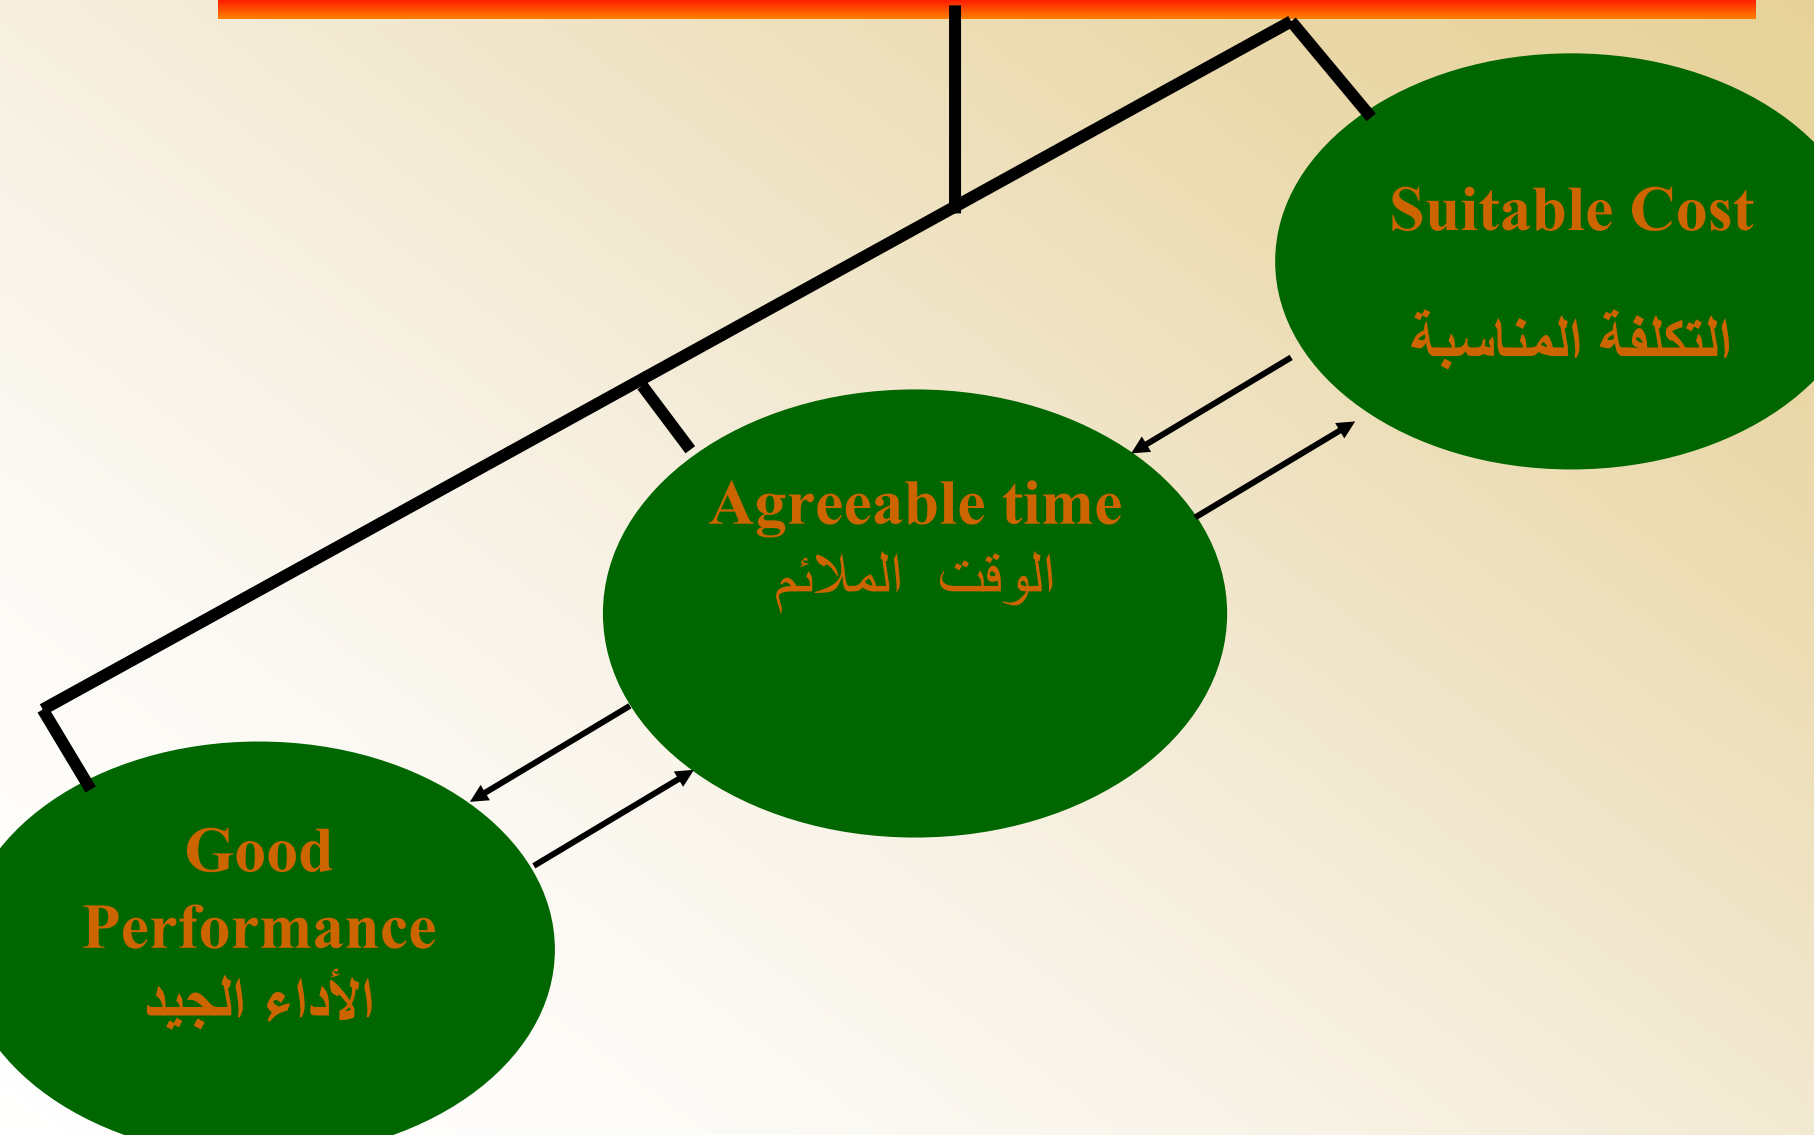 Suitable Cost
التكلفة المناسبة
Agreeable time
الوقت الملائم
Good
Performance
الأداء الجيد